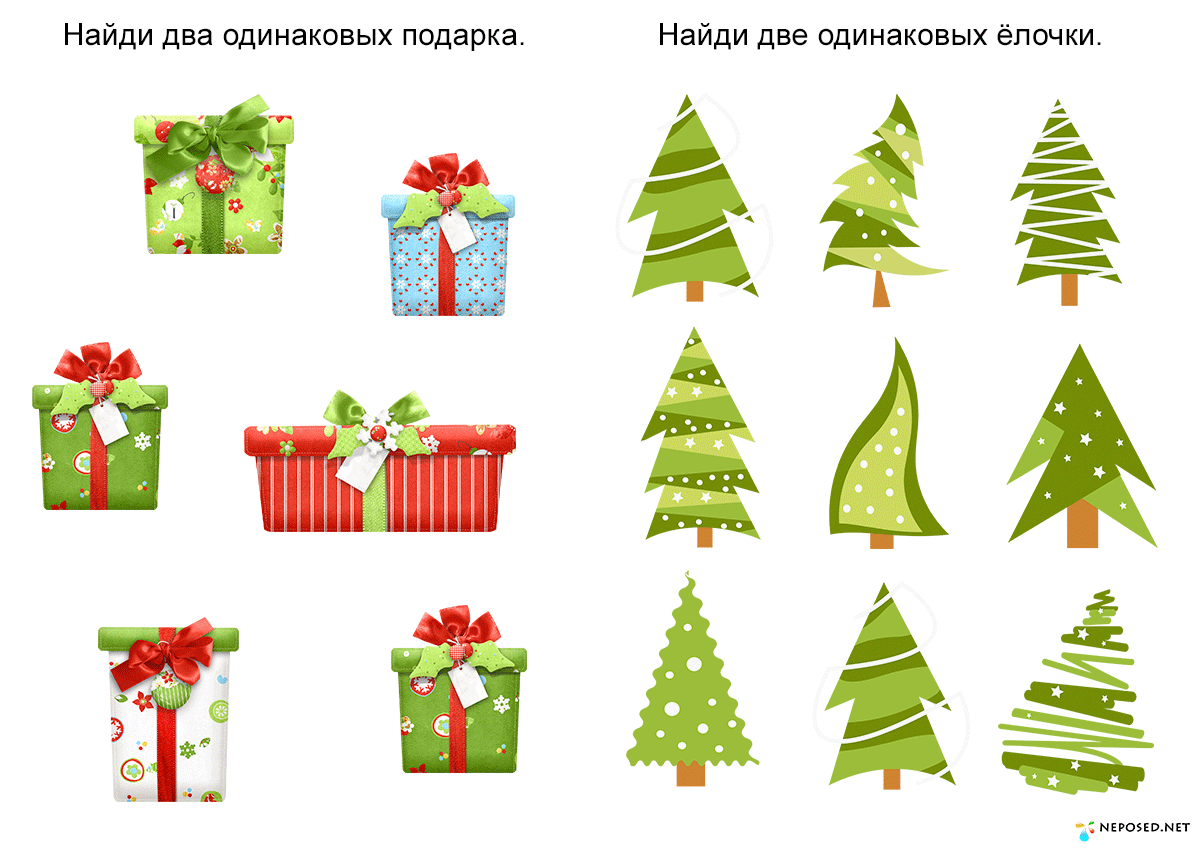 Найди два одинаковых подарка.
Найди две одинаковых ёлочки.
NEPOSED.NET